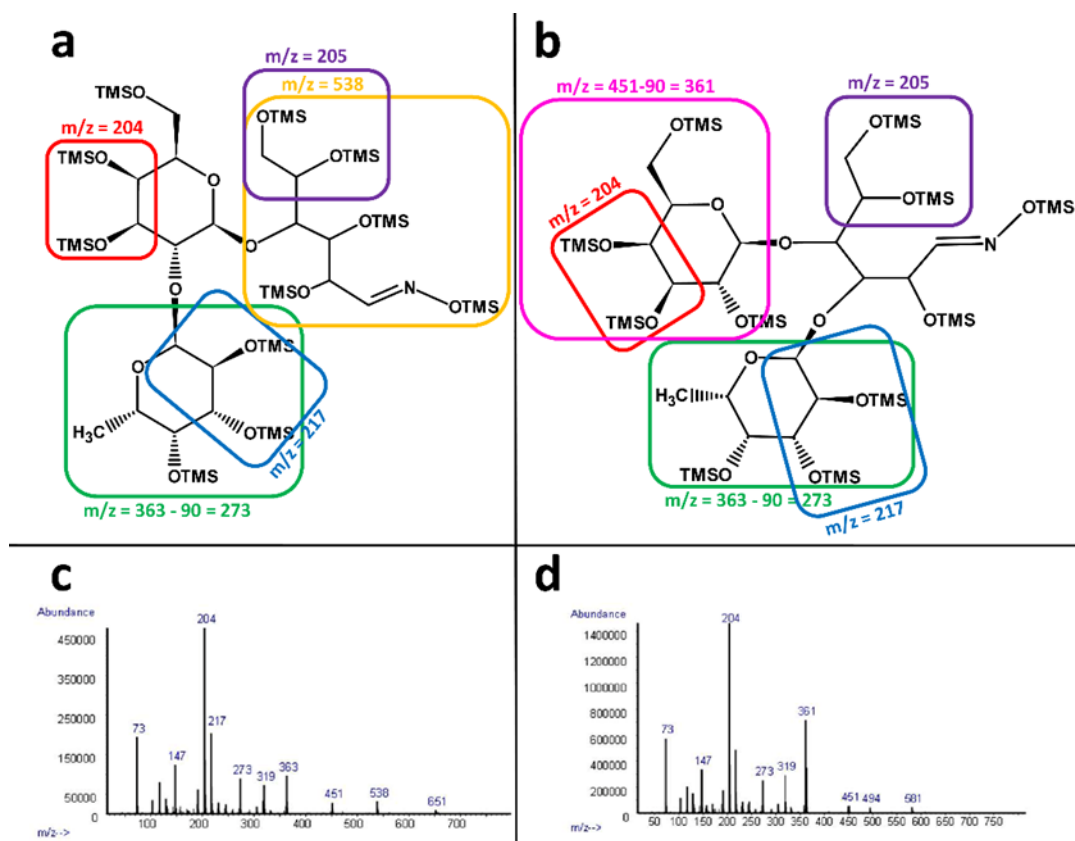 a
m/z = 205
m/z = 538
TMSO
m/z = 204
OTMS
TMSO
OTMS
O
OTMS
TMSO
O
TMSO
N
OTMS
O
O
OTMS
H₃C
OTMS
OTMS
m/z = 217
m/z = 363 - 90 = 273
b
m/z = 451-90 = 361
m/z = 205
OTMS
OTMS
m/z = 204
O
OTMS
OTMS
TMSO
O
N
TMSO
OTMS
O
OTMS
O
H₃C
OTMS
TMSO
OTMS
m/z = 363 - 90 = 273
m/z = 217
c
Abundance
450000
350000
250000
150000
50000
0
m/z-->
100 200 300 400 500 600 700
73
147
204
217
273
319
363
451
538
651
d
Abundance
1400000
1200000
1000000
800000
600000
400000
200000
0
m/z-->
50 100 150 200 250 300 350 400 450 500 550 600 650 700 750
73
147
204
273
319
361
451
494
581